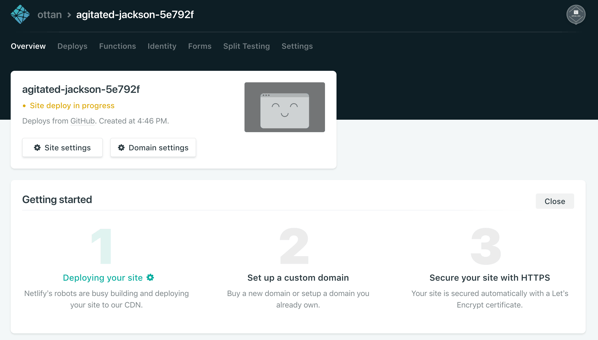 ottan > agitated-jackson-5e792f
Overview Deploys Functions Identity Forms Split Testing Settings
agitated-jackson-5e792f
• Site deploy in progress
Deploys from GitHub. Created at 4:46 PM.
Site settings Domain settings
Getting started
Close
1
Deploying your site
Netlify's robots are busy building and deploying
your site to our CDN.
2
Set up a custom domain
Buy a new domain or setup a domain you
already own.
3
Secure your site with HTTPS
Your site is secured automatically with a Let's
Encrypt certificate.